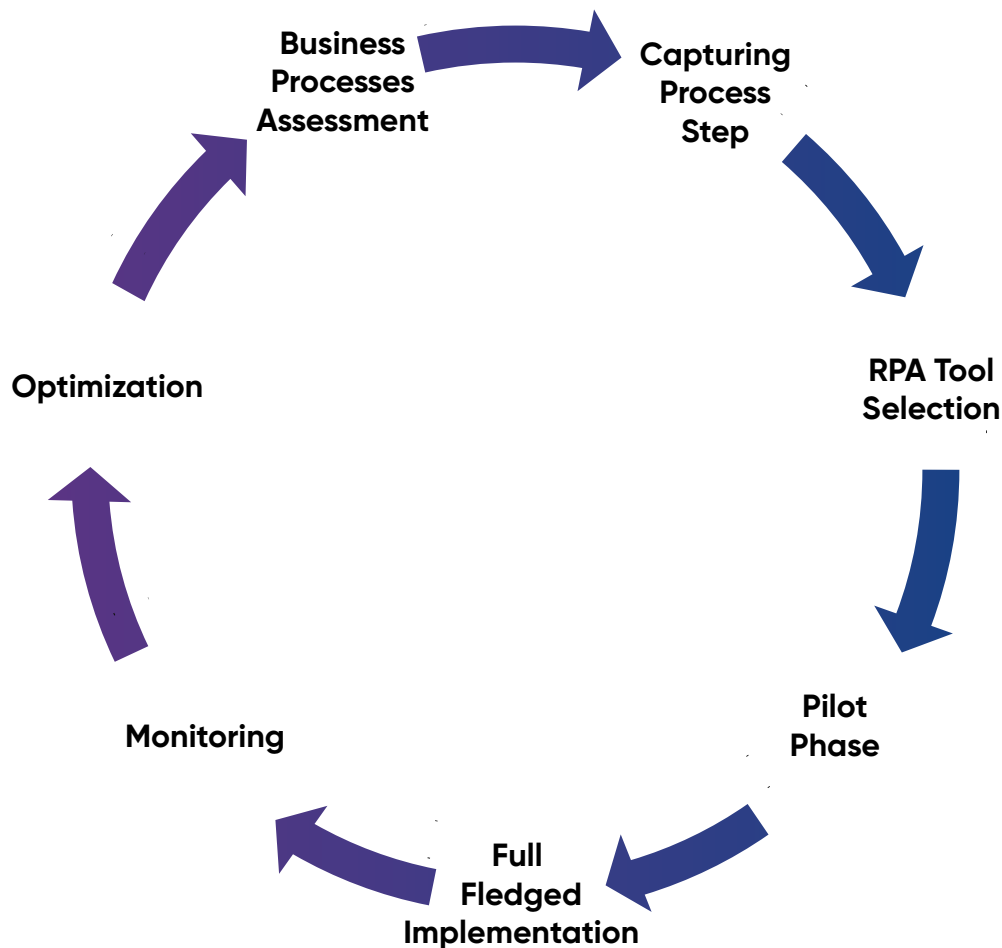 Business
Processes
Assessment
Capturing
Process
Step
RPA Tool
Selection
Pilot
Phase
Full
Fledged
Implementation
Monitoring
Optimization